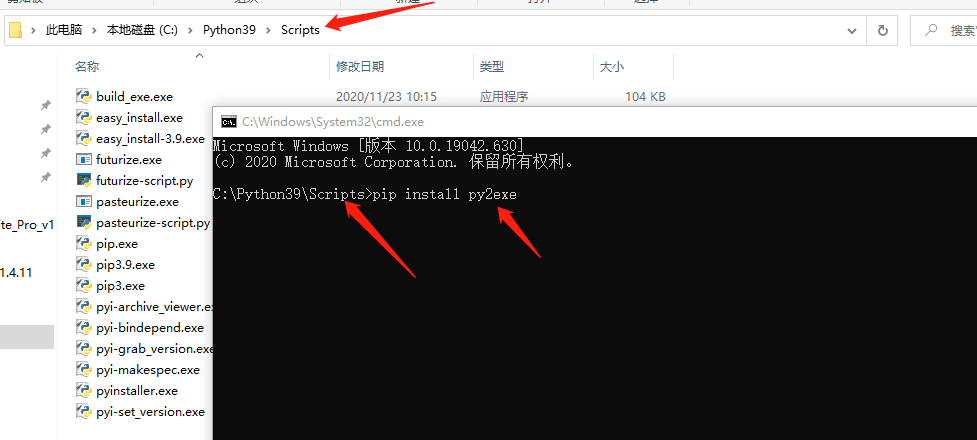 此电脑 > 本地磁盘 (C:) > Python39 > Scripts
名称 修改日期 类型 大小
build_exe.exe 2020/11/23 10:15 应用程序 104 KB
easy_install.exe
C:\Windows\System32\cmd.exe
easy_install-3.9.exe
Microsoft Windows [版本 10.0.19042.630]
futurize.exe
(c) 2020 Microsoft Corporation. 保留所有权利。
futurize-script.py
C:\Python39\Scripts>pip install py2exe
pasteurize.exe
pasteurize-script.py
ite_Pro_v1
pip.exe
pip3.9.exe
1.4.11
pip3.exe
pyi-archive_viewer.ex
pyi-bindepend.exe
pyi-grab_version.exe
pyi-makespec.exe
pyinstaller.exe
pyi-set_version.exe